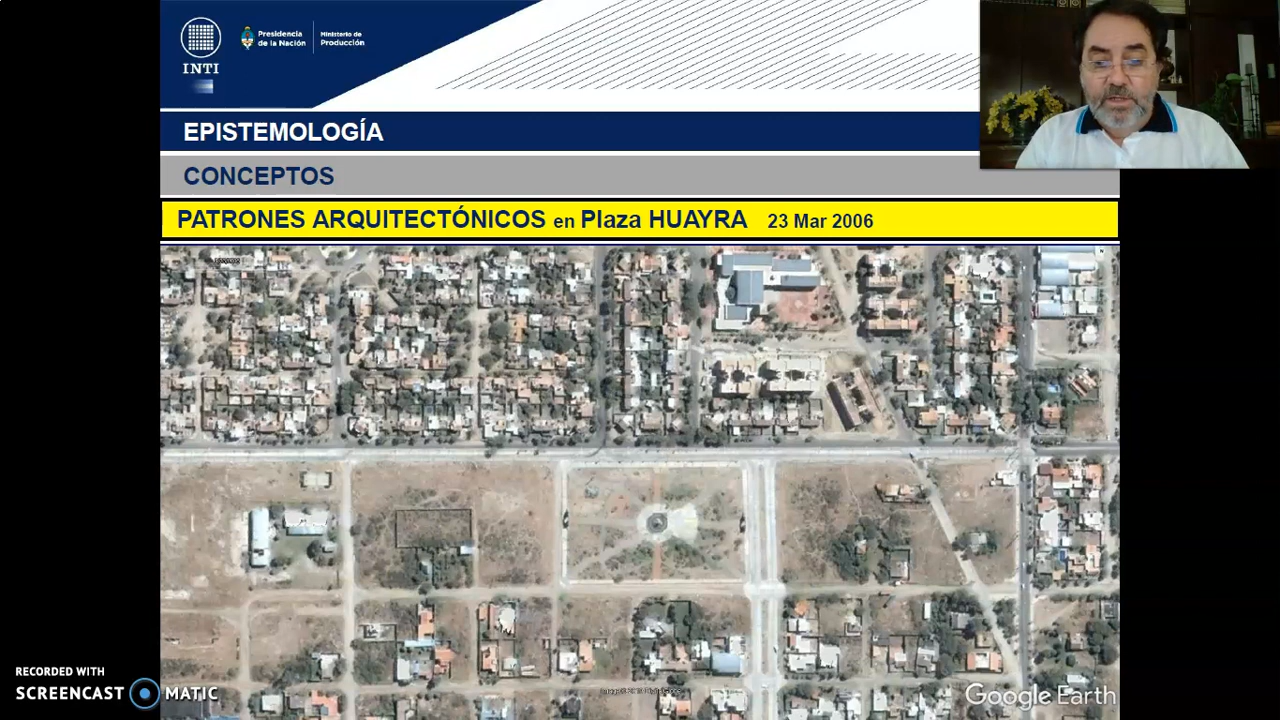 INTI
Presidencia
de la Nación
Ministerio de
Producción
EPISTEMOLOGÍA
CONCEPTOS
PATRONES ARQUITECTÓNICOS en Plaza HUAYRA 23 Mar 2006
Google Earth
RECORDED WITH
SCREENCAST MATIC